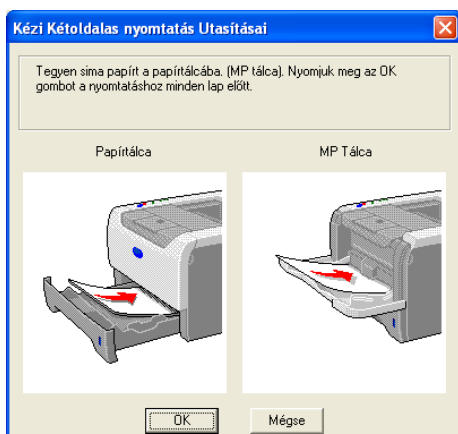 Kézi Kétoldalas nyomtatás Utasításai
Tegyen sima papírt a papírtálcába. (MP tálca). Nyomjuk meg az OK
gombot a nyomtatáshoz minden lap előtt.
Papírtálca
MP Tálca
OK
Mégse